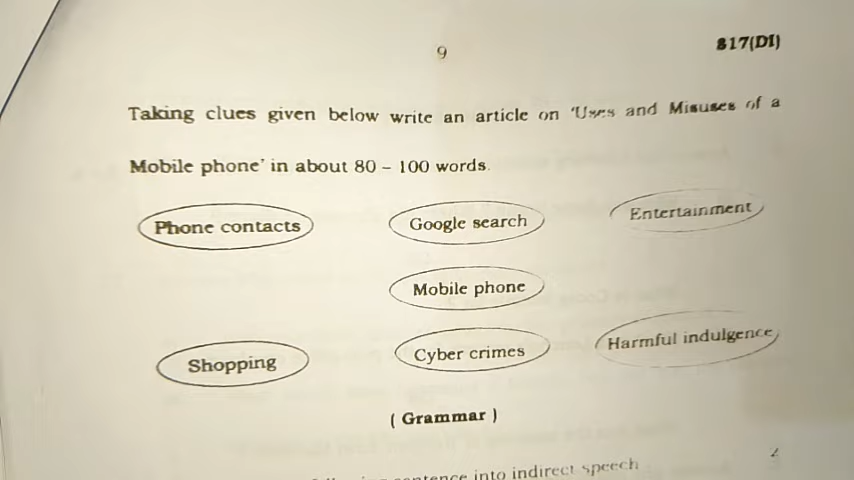 9
817(DI)
Taking clues given below write an article on 'Uses and Misuses of a
Mobile phone' in about 80 – 100 words.
Phone contacts Google search Entertainment
Mobile phone
Shopping Cyber crimes Harmful indulgence
( Grammar )
sentence into indirect speech
2